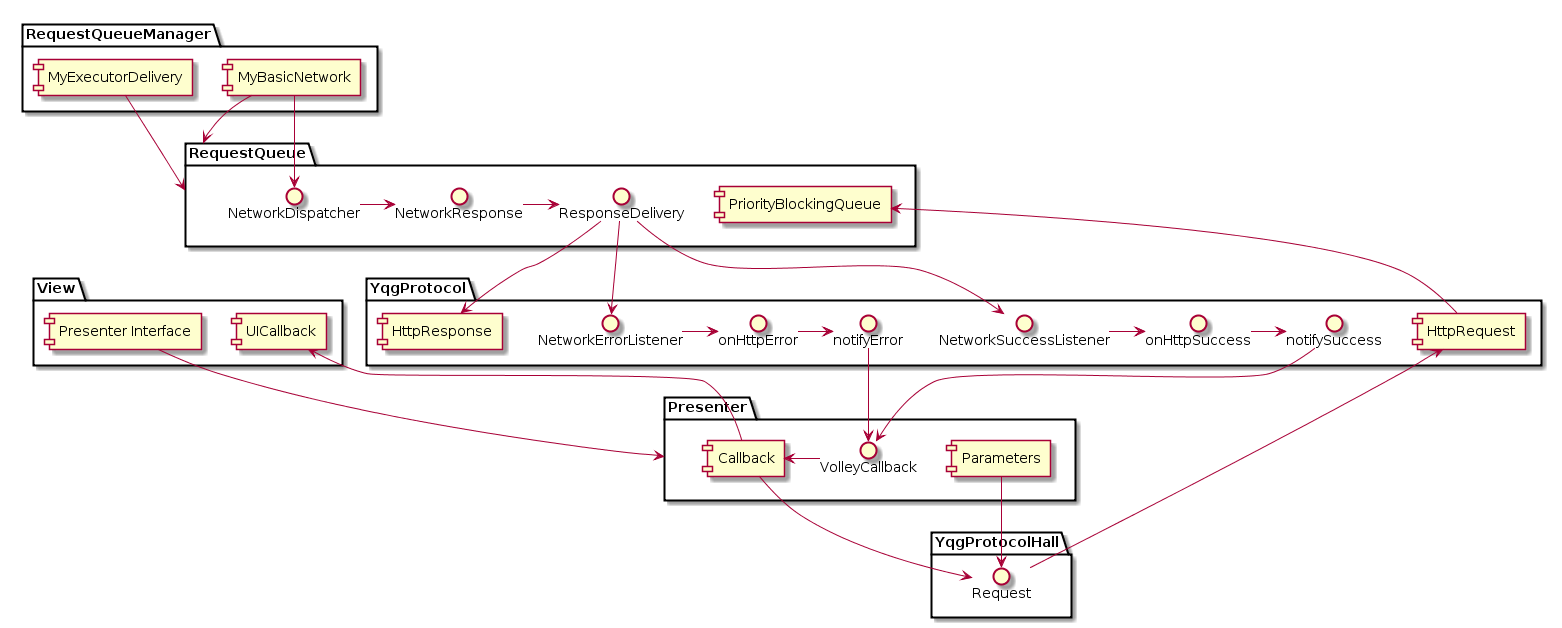 RequestQueueManager
MyExecutorDelivery
MyBasicNetwork
RequestQueue
NetworkDispatcher
NetworkResponse
ResponseDelivery
PriorityBlockingQueue
View
Presenter Interface
UICallback
YqgProtocol
HttpResponse
NetworkErrorListener
onHttpError
notifyError
NetworkSuccessListener
onHttpSuccess
notifySuccess
HttpRequest
Presenter
Callback
VolleyCallback
Parameters
YqgProtocolHall
Request